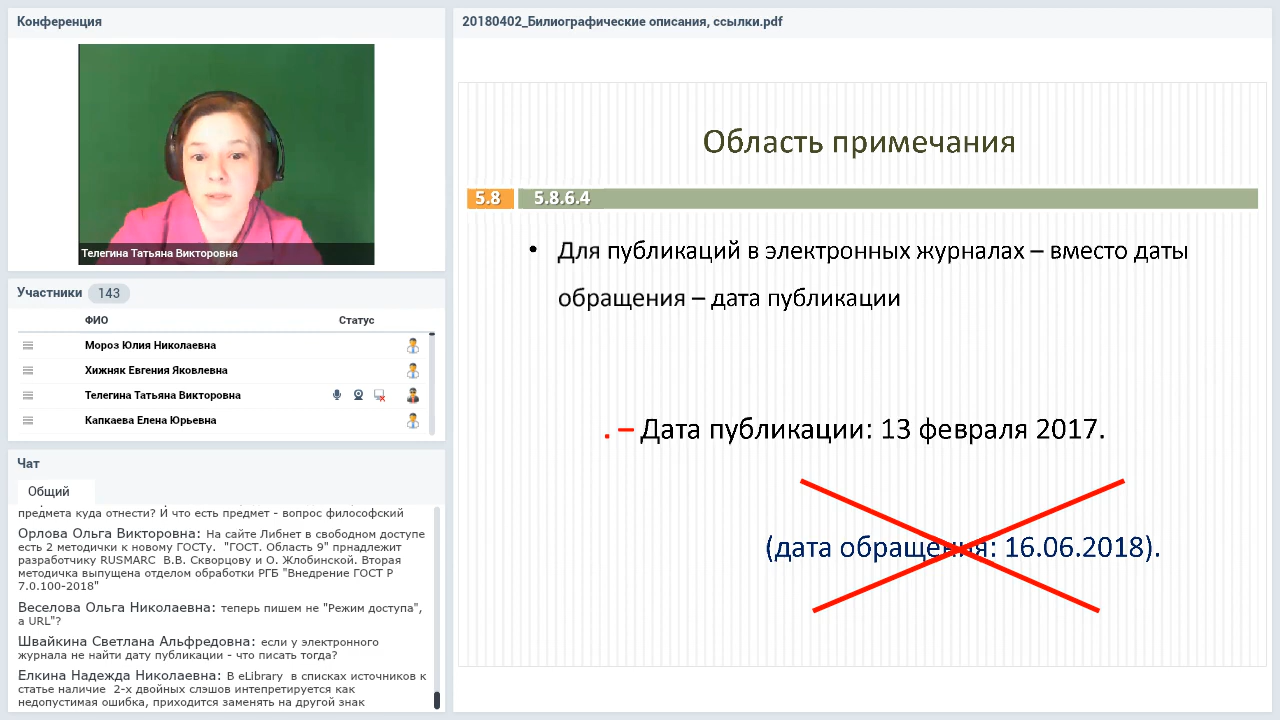 Конференция
Телегина Татьяна Викторовна
Участники 143
ФИО Статус
Мороз Юлия Николаевна
Хижняк Евгения Яковлевна
Телегина Татьяна Викторовна
Капкаева Елена Юрьевна
Чат
Общий
предмета куда отнести? И что есть предмет - вопрос философский
Орлова Ольга Викторовна: На сайте Либнет в свободном доступе
есть 2 методички к новому ГОСТу. "ГОСТ. Область 9" прнадлежит
разработчику RUSMARC В.В. Скворцову и О. Жлобинской. Вторая
методичка выпущена отделом обработки РГБ "Внедрение ГОСТ Р
7.0.100-2018"
Веселова Ольга Николаевна: теперь пишем не "Режим доступа",
а URL"?
Швайкина Светлана Альфредовна: если у электронного
журнала не найти дату публикации - что писать тогда?
Елкина Надежда Николаевна: В eLibrary в списках источников к
статье наличие 2-х двойных слэшов интепретируется как
недопустимая ошибка, приходится заменять на другой знак
20180402_Билиографические описания, ссылки.pdf
Область примечания
5.8 5.8.6.4
• Для публикаций в электронных журналах – вместо даты
обращения – дата публикации
. – Дата публикации: 13 февраля 2017.
(дата обращения: 16.06.2018).